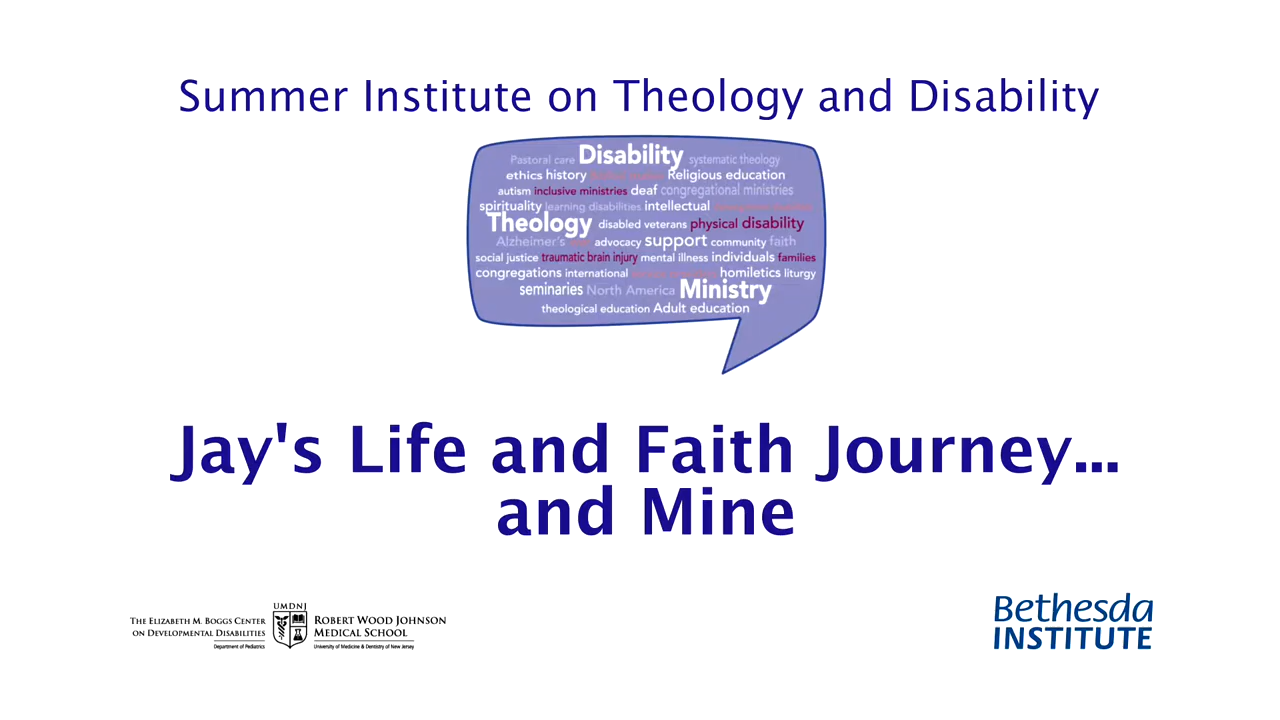 Summer Institute on Theology and Disability
Pastoral care Disability systematic theology
ethics history Religious education
autism inclusive ministries deaf congregational ministries
spirituality learning disabilities intellectual
Theology disabled veterans physical disability
Alzheimer's advocacy support community faith
social justice traumatic brain injury mental illness individuals families
congregations international homiletics liturgy
seminaries North America Ministry
theological education Adult education
Jay's Life and Faith Journey...
and Mine
UMDNJ
THE ELIZABETH M. BOGGS CENTER
ON DEVELOPMENTAL DISABILITIES
Department of Pediatrics
ROBERT WOOD JOHNSON
MEDICAL SCHOOL
University of Medicine & Dentistry of New Jersey
Bethesda
INSTITUTE